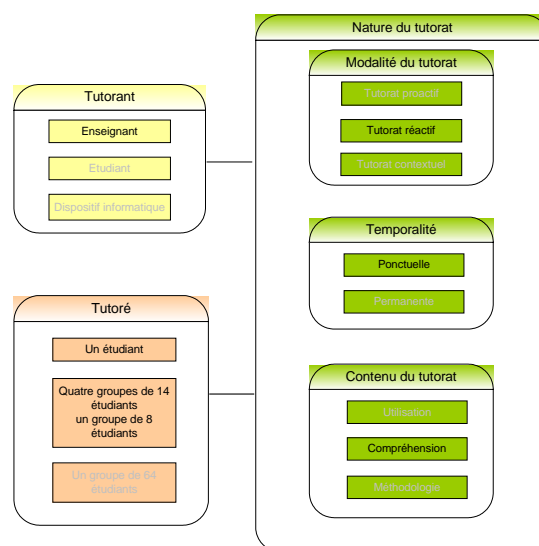 Nature du tutorat
Modalité du tutorat
Tutorat proactif
Tutorat réactif
Tutorat contextuel
Tutorant
Enseignant
Etudiant
Dispositif informatique
Temporalité
Ponctuelle
Permanente
Tutoré
Un étudiant
Quatre groupes de 14
étudiants
un groupe de 8
étudiants
Un groupe de 64
étudiants
Contenu du tutorat
Utilisation
Compréhension
Méthodologie